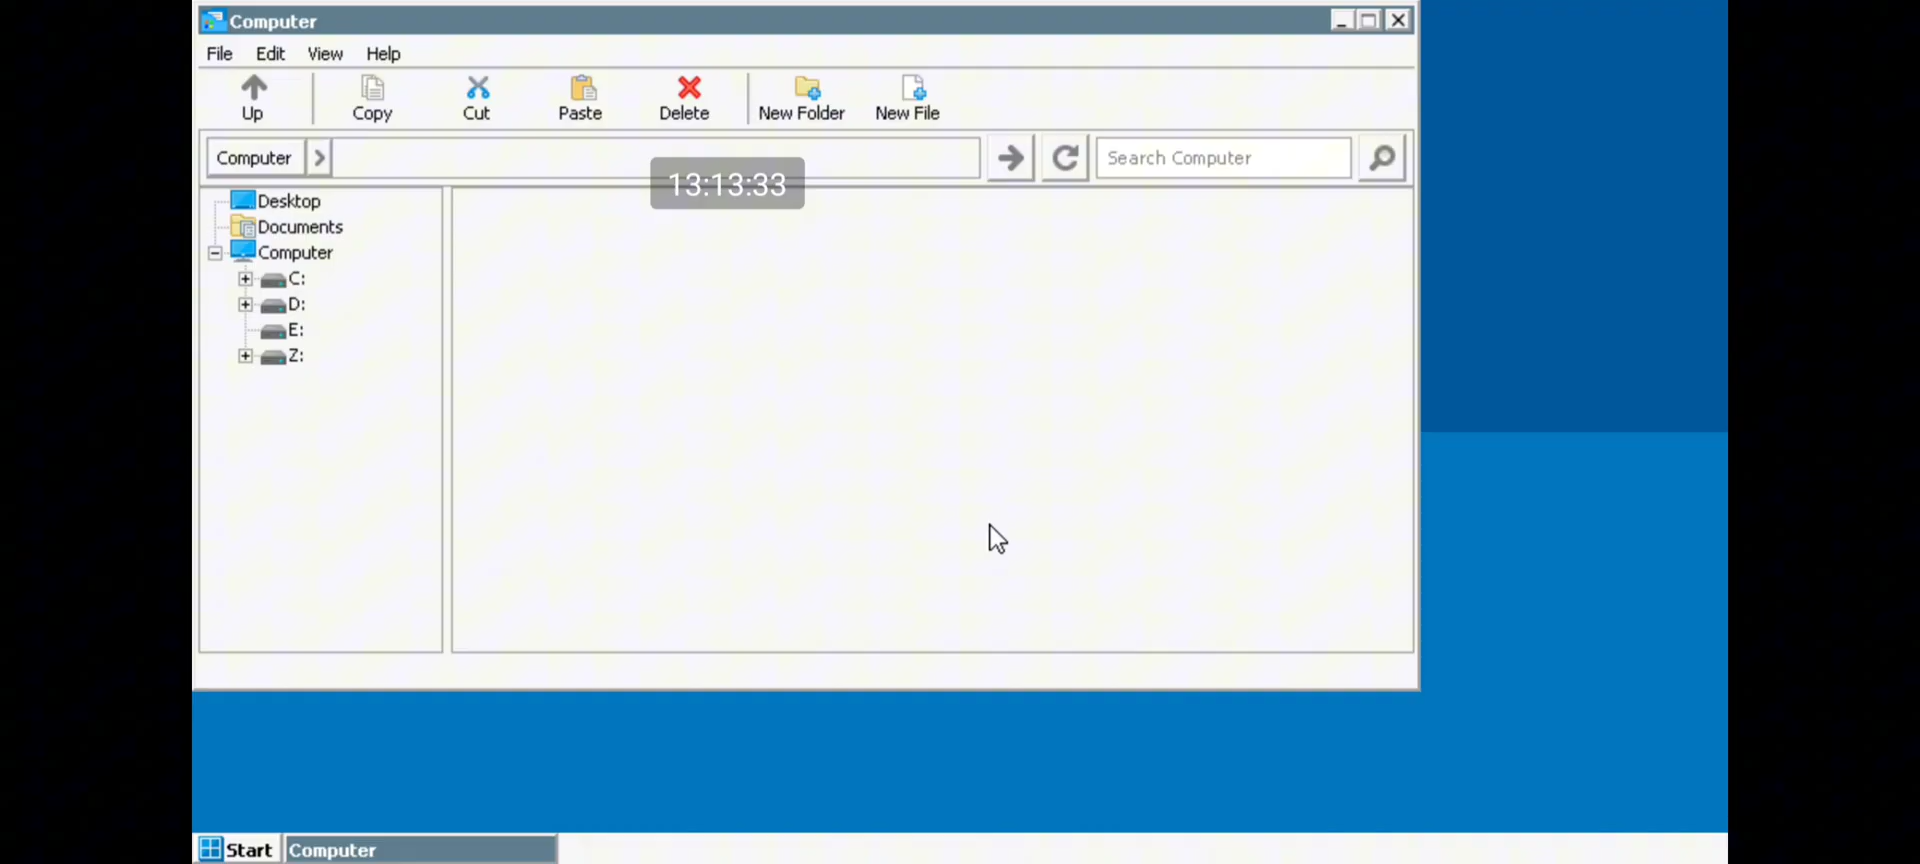 Computer
File Edit View Help
Up Copy Cut Paste Delete New Folder New File
Computer Search Computer
13:13:33
Desktop
Documents
Computer
C:
D:
E:
Z:
Start Computer